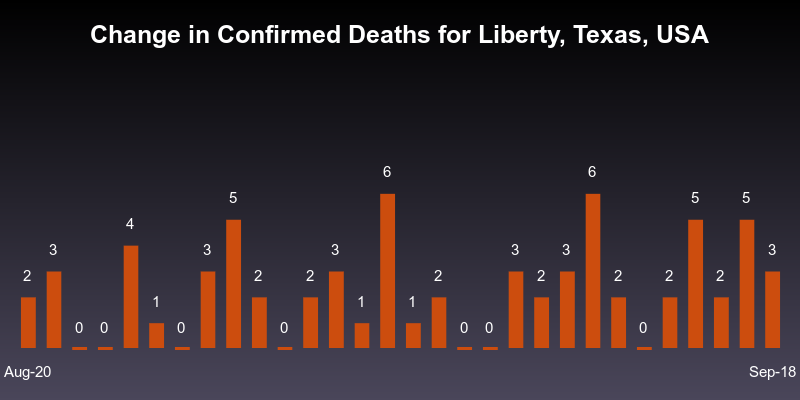 Change in Confirmed Deaths for Liberty, Texas, USA
2 3 0 0 4 1 0 3 5 2 0 2 3 1 6 1 2 0 0 3 2 3 6 2 0 2 5 2 5 3
Aug-20 Sep-18